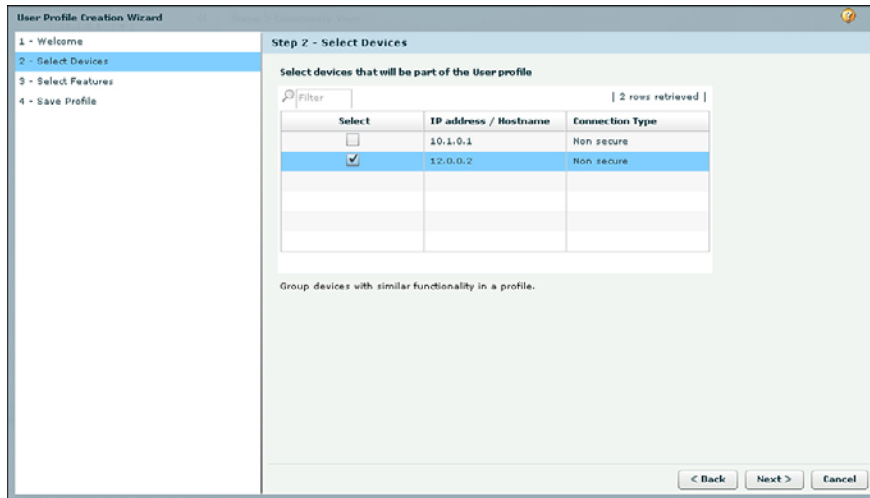 User Profile Creation Wizard
1 - Welcome
2 - Select Devices
3 - Select Features
4 - Save Profile
Step 2 - Select Devices
Select devices that will be part of the User profile
Filter
| 2 rows retrieved |
Select IP address / Hostname Connection Type
10.1.0.1 Non secure
12.0.0.2 Non secure
Group devices with similar functionality in a profile.
< Back Next > Cancel